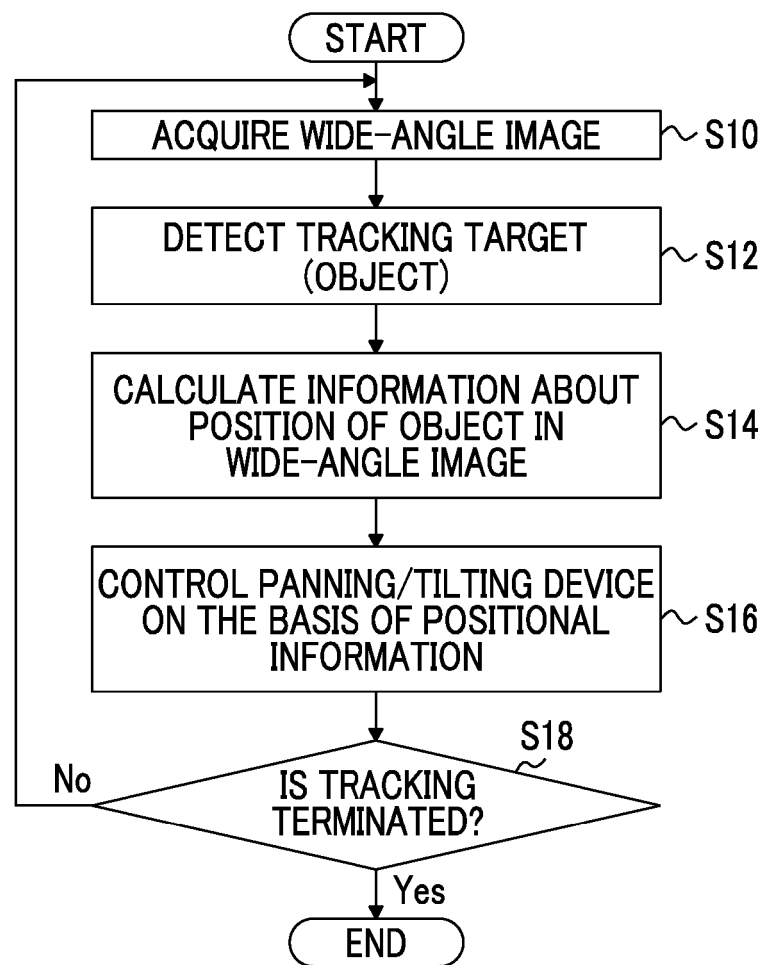 START
ACQUIRE WIDE-ANGLE IMAGE
S10
DETECT TRACKING TARGET
(OBJECT)
S12
CALCULATE INFORMATION ABOUT
POSITION OF OBJECT IN
WIDE-ANGLE IMAGE
S14
CONTROL PANNING/TILTING DEVICE
ON THE BASIS OF POSITIONAL
INFORMATION
S16
S18
No
IS TRACKING
TERMINATED?
Yes
END